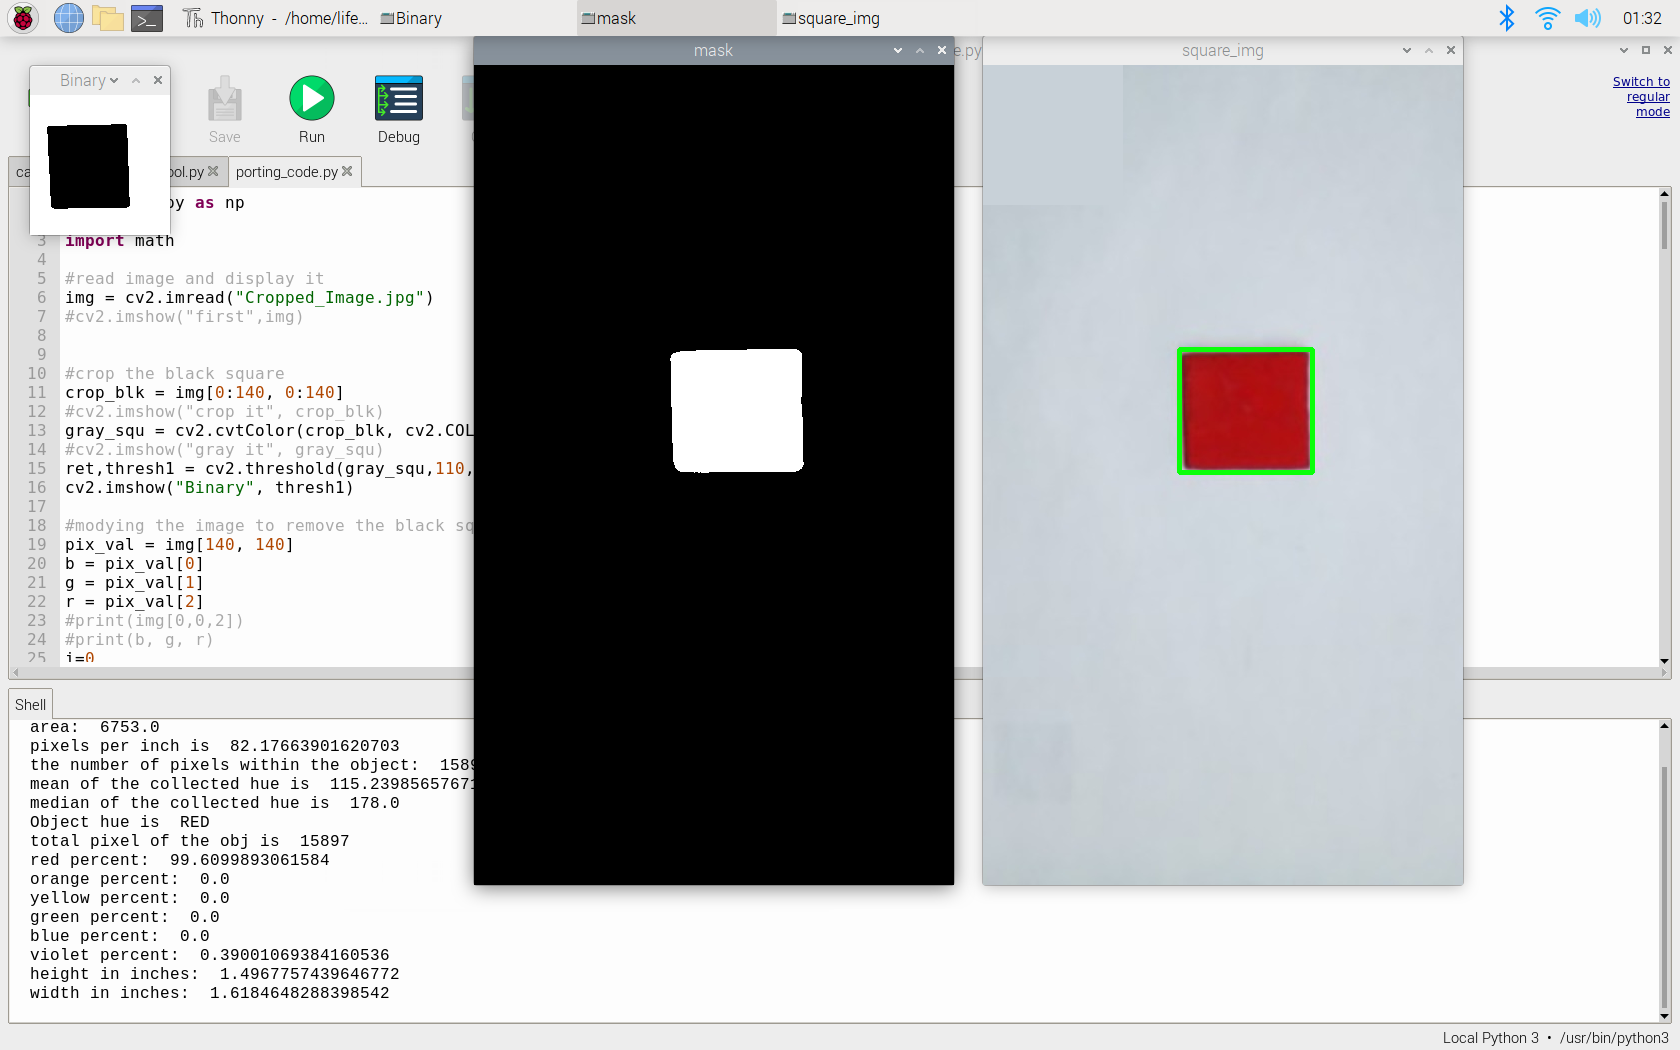 Thonny - /home/life... Binary mask square_img 01:32
Binary
mask
square_img
e.py
Switch to
regular
mode
Save Run Debug
ca ool.py porting_code.py
py as np
3 import math
4
5 #read image and display it
6 img = cv2.imread("Cropped_Image.jpg")
7 #cv2.imshow("first",img)
8
9
10 #crop the black square
11 crop_blk = img[0:140, 0:140]
12 #cv2.imshow("crop it", crop_blk)
13 gray_squ = cv2.cvtColor(crop_blk, cv2.COL
14 #cv2.imshow("gray it", gray_squ)
15 ret,thresh1 = cv2.threshold(gray_squ,110,
16 cv2.imshow("Binary", thresh1)
17
18 #modying the image to remove the black sq
19 pix_val = img[140, 140]
20 b = pix_val[0]
21 g = pix_val[1]
22 r = pix_val[2]
23 #print(img[0,0,2])
24 #print(b, g, r)
25 i=0
Shell
area:  6753.0
pixels per inch is  82.17663901620703
the number of pixels within the object:  1589
mean of the collected hue is  115.2398565767
median of the collected hue is  178.0
Object hue is  RED
total pixel of the obj is  15897
red percent:  99.6099893061584
orange percent:  0.0
yellow percent:  0.0
green percent:  0.0
blue percent:  0.0
violet percent:  0.39001069384160536
height in inches:  1.4967757439646772
width in inches:  1.6184648288398542
Local Python 3 • /usr/bin/python3